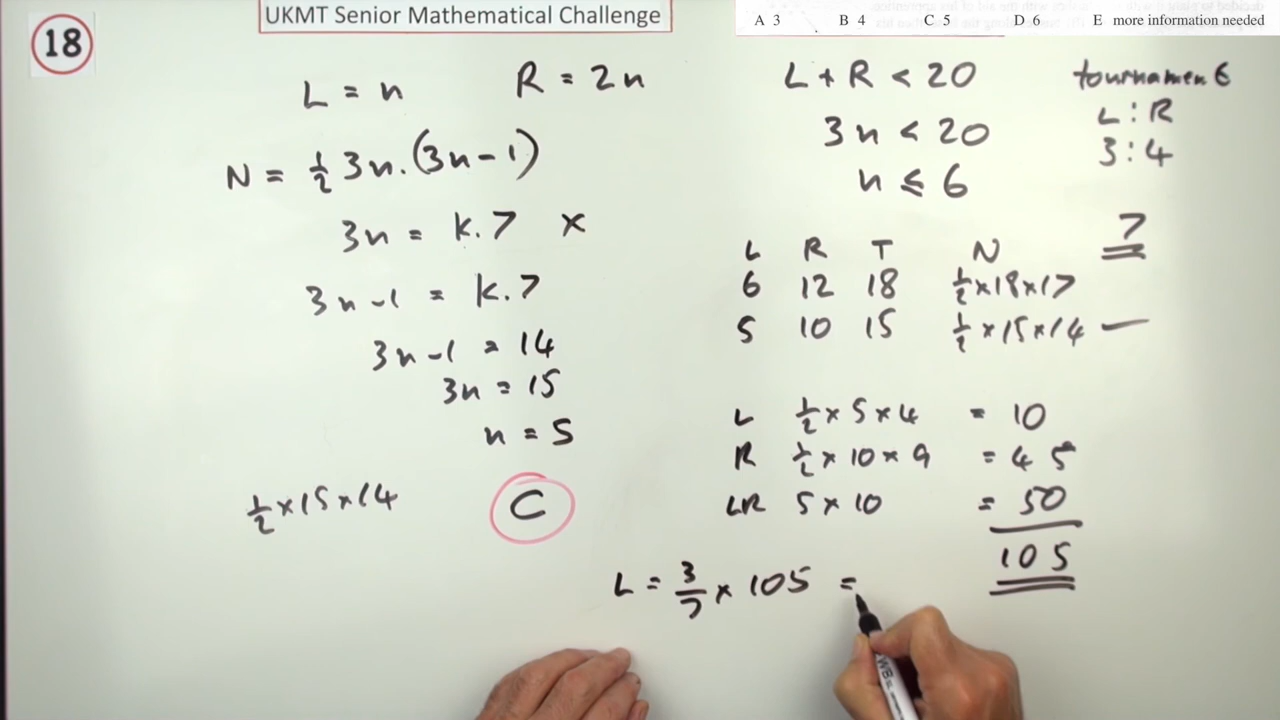 18
UKMT Senior Mathematical Challenge
A 3 B 4 C 5 D 6 E more information needed
L = n R = 2n
N = ½ 3n.(3n-1)
3n = k.7 x
3n-1 = k.7
3n-1 = 14
3n = 15
n = 5
½×15×14
C
L + R < 20
3n < 20
n ≤ 6
tournament
L : R
3 : 4
7
L R T N
6 12 18 ½×18×17
5 10 15 ½×15×14 —
L ½×5×4 = 10
R ½×10×9 = 45
LR 5×10 = 50
105
L = 3/7 × 105 =